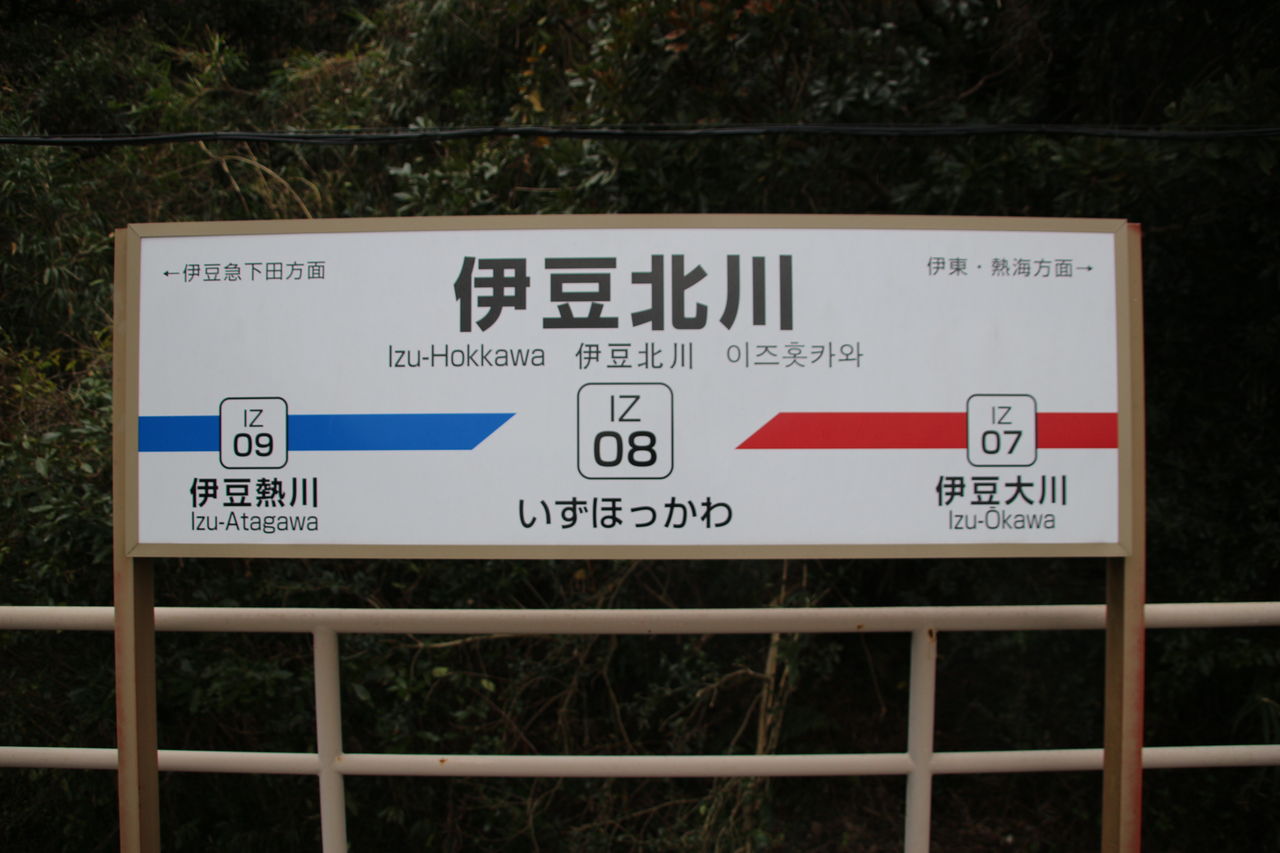 ←伊豆急下田方面
伊豆北川
伊東・熱海方面→
Izu-Hokkawa 伊豆北川 이즈홋카와
IZ
09
伊豆熱川
Izu-Atagawa
IZ
08
いずほっかわ
IZ
07
伊豆大川
Izu-Ōkawa